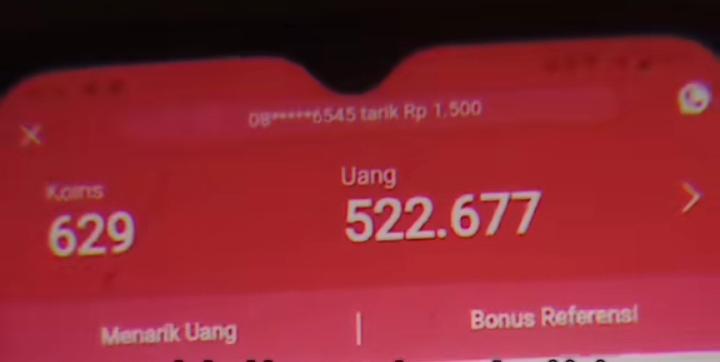 08*****6545 tarik Rp 1.500
Koins
629
Uang
522.677
Menarik Uang
Bonus Referensi